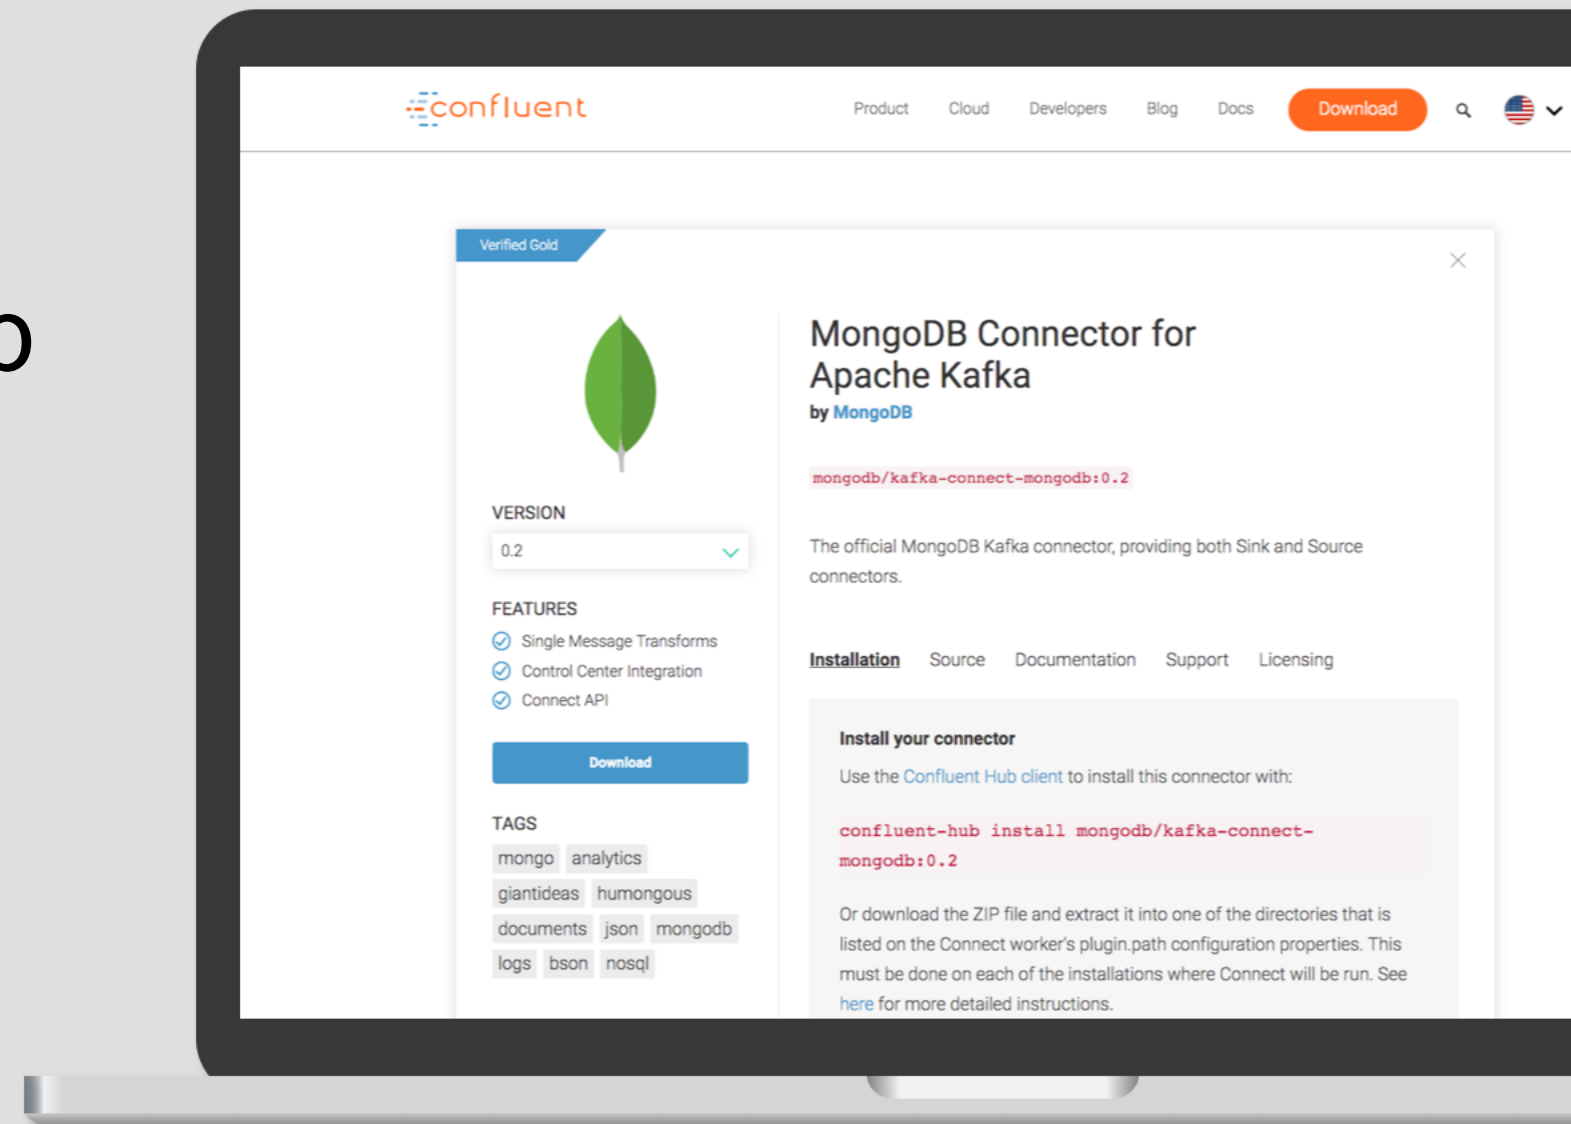 confluent
Product Cloud Developers Blog Docs Download
Verified Gold
MongoDB Connector for
Apache Kafka
by MongoDB
mongodb/kafka-connect-mongodb:0.2
The official MongoDB Kafka connector, providing both Sink and Source
connectors.
VERSION
0.2
FEATURES
Single Message Transforms
Control Center Integration
Connect API
Download
TAGS
mongo analytics
giantideas humongous
documents json mongodb
logs bson nosql
Installation Source Documentation Support Licensing
Install your connector
Use the Confluent Hub client to install this connector with:
confluent-hub install mongodb/kafka-connect-
mongodb:0.2
Or download the ZIP file and extract it into one of the directories that is
listed on the Connect worker's plugin.path configuration properties. This
must be done on each of the installations where Connect will be run. See
here for more detailed instructions.